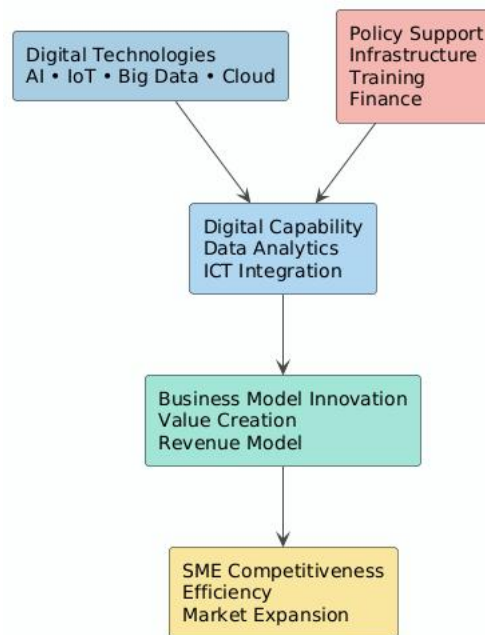 Digital Technologies
AI • IoT • Big Data • Cloud
Policy Support
Infrastructure
Training
Finance
Digital Capability
Data Analytics
ICT Integration
Business Model Innovation
Value Creation
Revenue Model
SME Competitiveness
Efficiency
Market Expansion